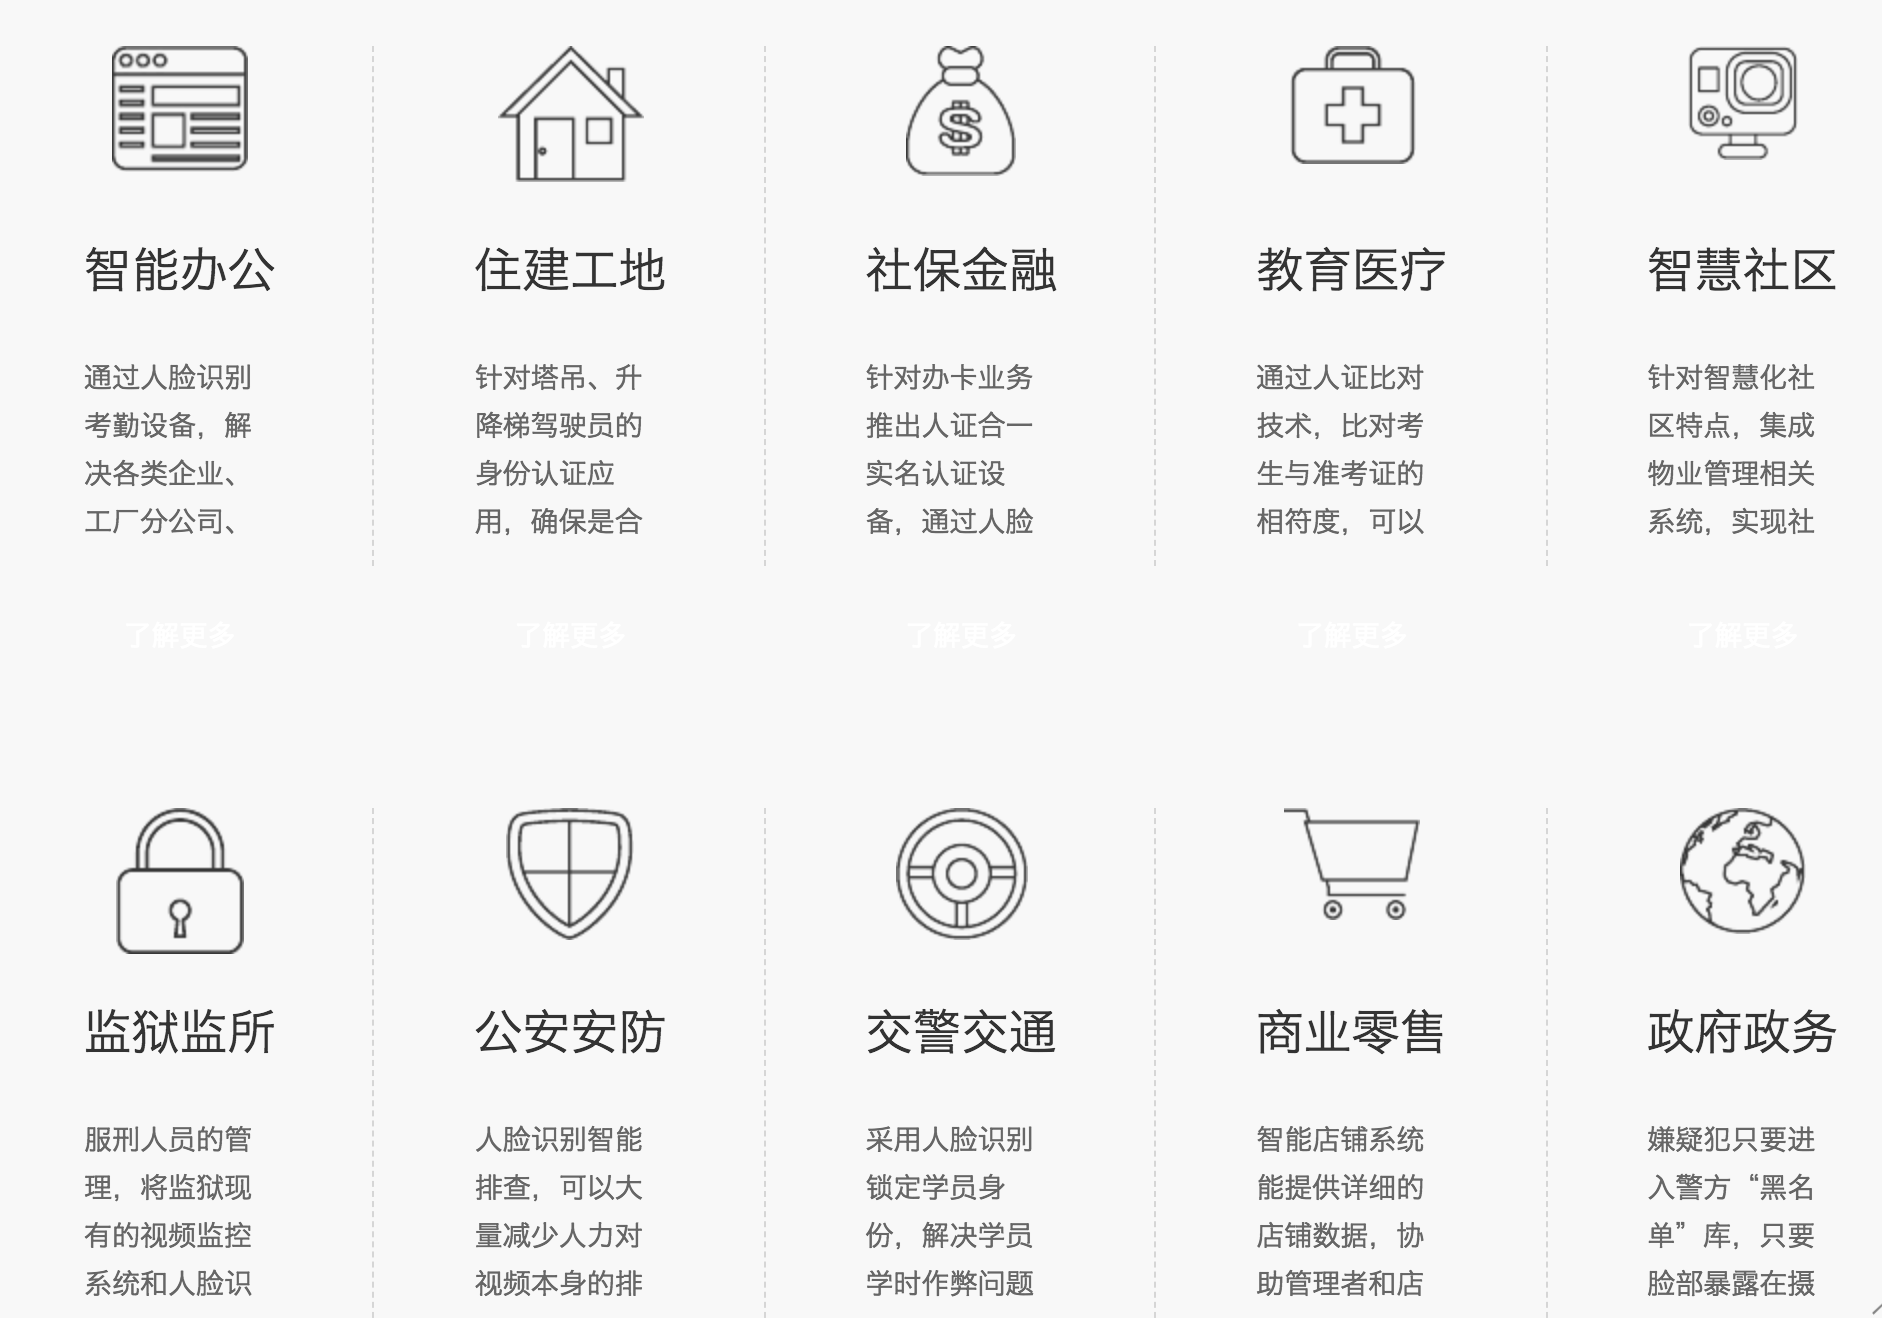 智能办公
通过人脸识别
考勤设备，解
决各类企业、
工厂分公司、
了解更多
住建工地
针对塔吊、升
降梯驾驶员的
身份认证应
用，确保是合
了解更多
社保金融
针对办卡业务
推出人证合一
实名认证设
备，通过人脸
了解更多
教育医疗
通过人证比对
技术，比对考
生与准考证的
相符度，可以
了解更多
智慧社区
针对智慧化社
区特点，集成
物业管理相关
系统，实现社
了解更多
监狱监所
服刑人员的管
理，将监狱现
有的视频监控
系统和人脸识
公安安防
人脸识别智能
排查，可以大
量减少人力对
视频本身的排
交警交通
采用人脸识别
锁定学员身
份，解决学员
学时作弊问题
商业零售
智能店铺系统
能提供详细的
店铺数据，协
助管理者和店
政府政务
嫌疑犯只要进
入警方“黑名
单”库，只要
脸部暴露在摄